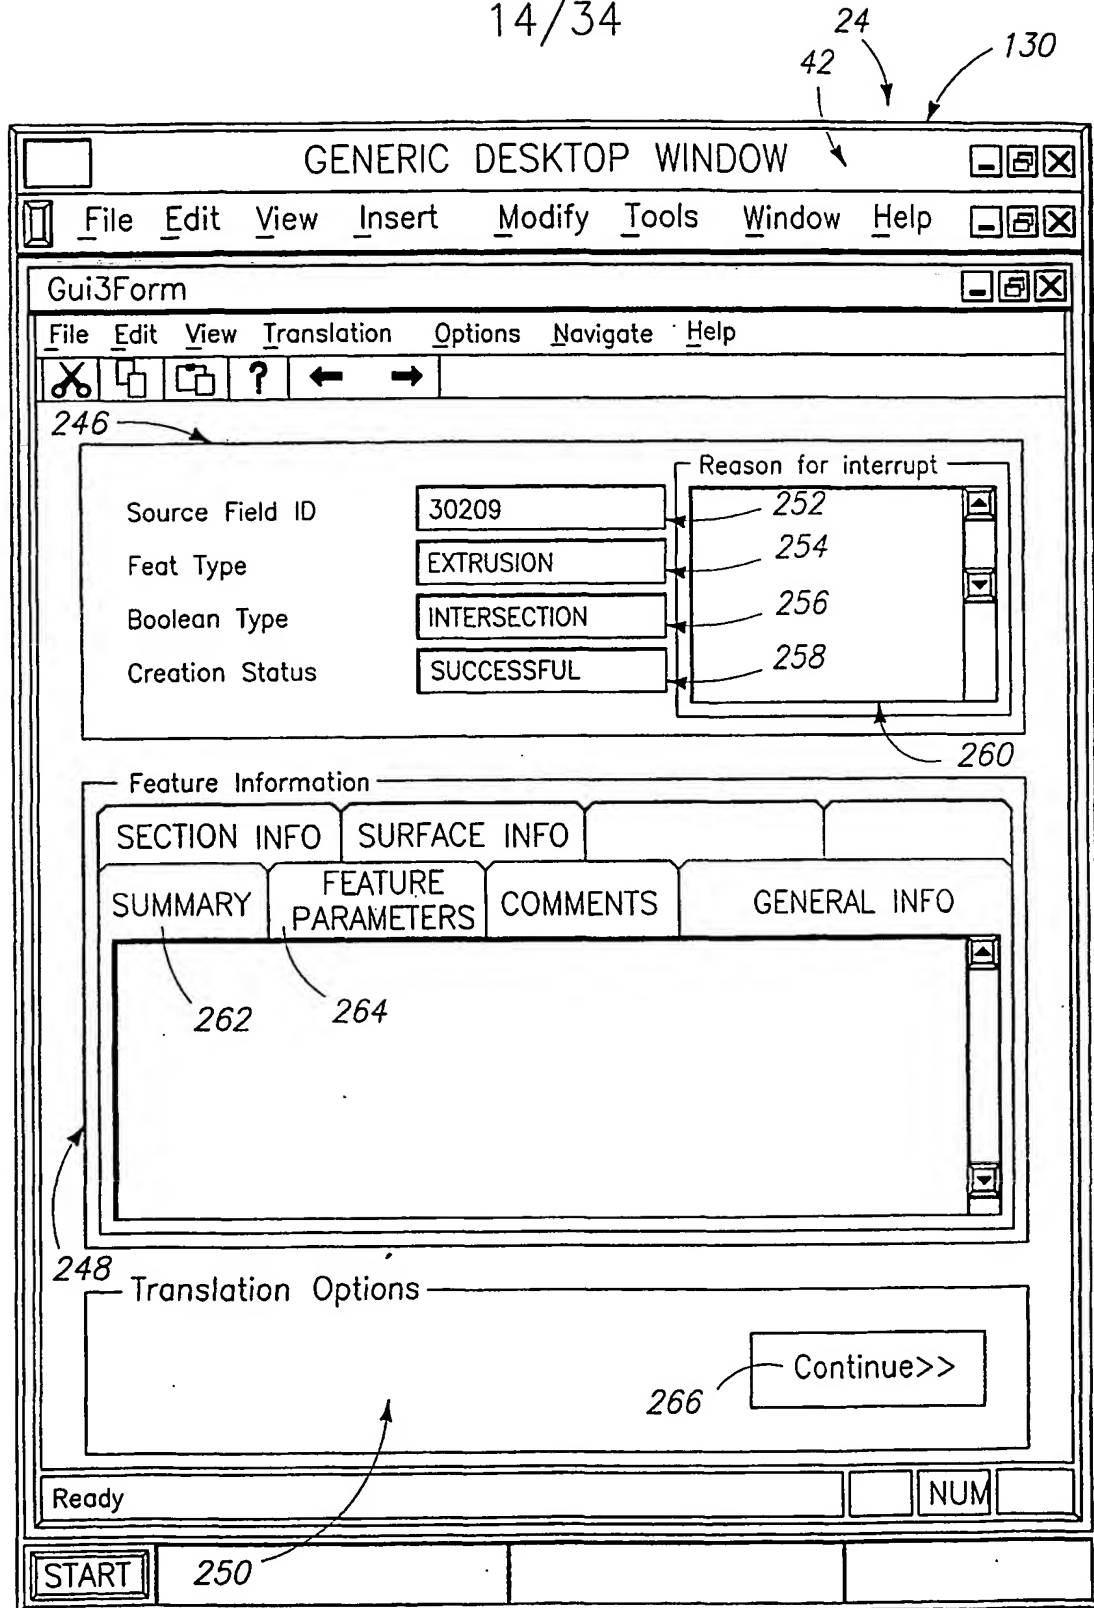 14/34
24
42
130
GENERIC DESKTOP WINDOW
File Edit View Insert Modify Tools Window Help
Gui3Form
File Edit View Translation Options Navigate Help
?
246
Reason for interrupt
Source Field ID 30209 252
Feat Type EXTRUSION 254
Boolean Type INTERSECTION 256
Creation Status SUCCESSFUL 258
260
Feature Information
SECTION INFO SURFACE INFO
SUMMARY FEATURE PARAMETERS COMMENTS GENERAL INFO
262 264
248
Translation Options
Continue>>
266
Ready NUM
START 250